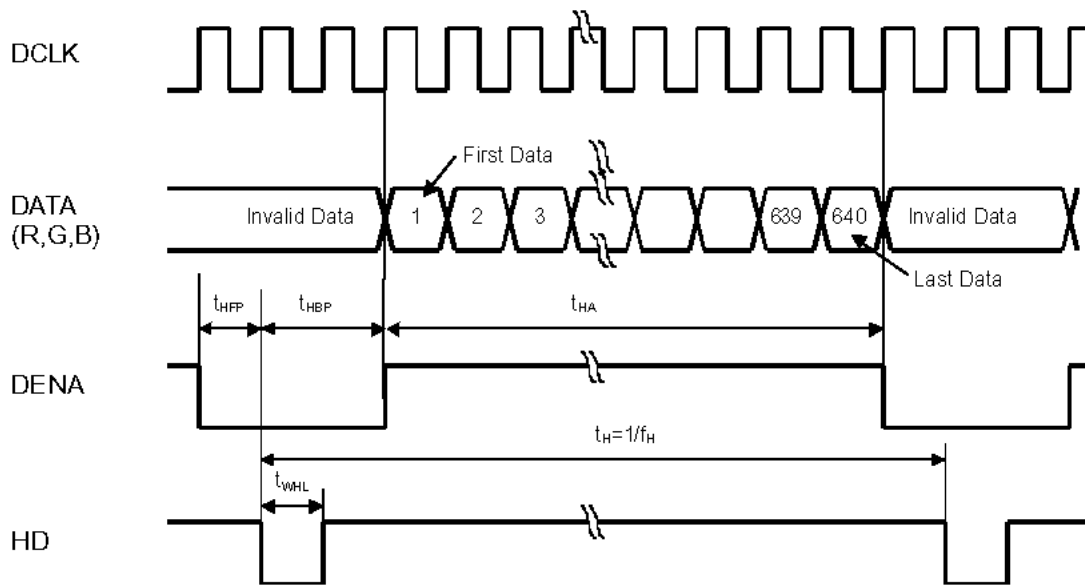 DCLK
First Data
DATA
(R,G,B)
Invalid Data
1
2
3
639
640
Invalid Data
Last Data
tHFP
tHBP
tHA
DENA
tH=1/fH
tWHL
HD